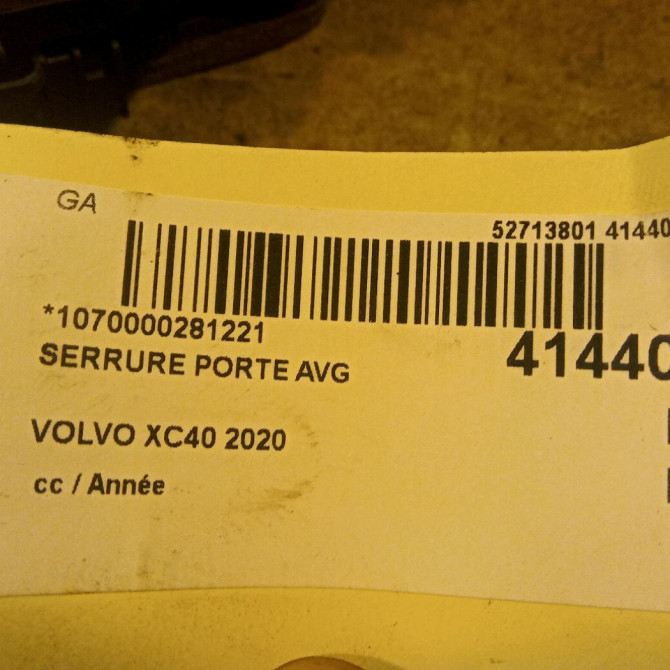 GA
52713801 41440
*1070000281221
41440
SERRURE PORTE AVG
VOLVO XC40 2020
cc / Année